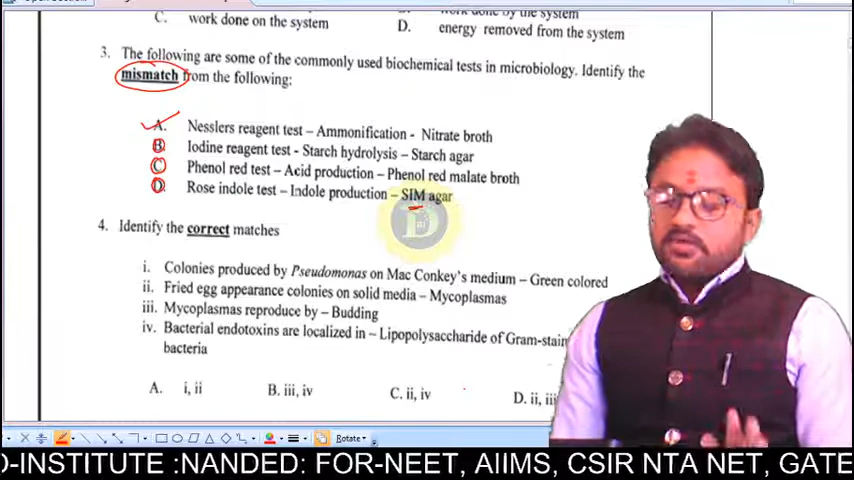 C. work done on the system
D. energy removed from the system
3. The following are some of the commonly used biochemical tests in microbiology. Identify the
mismatch from the following:
A. Nesslers reagent test – Ammonification - Nitrate broth
B. Iodine reagent test - Starch hydrolysis – Starch agar
C. Phenol red test – Acid production – Phenol red malate broth
D. Rose indole test – Indole production – SIM agar
4. Identify the correct matches
i. Colonies produced by Pseudomonas on Mac Conkey's medium – Green colored
ii. Fried egg appearance colonies on solid media – Mycoplasmas
iii. Mycoplasmas reproduce by – Budding
iv. Bacterial endotoxins are localized in – Lipopolysaccharide of Gram-stain
bacteria
A. i, ii
B. iii, iv
C. ii, iv
D. ii, iii
Rotate
-INSTITUTE :NANDED: FOR-NEET, AIIMS, CSIR NTA NET, GATE